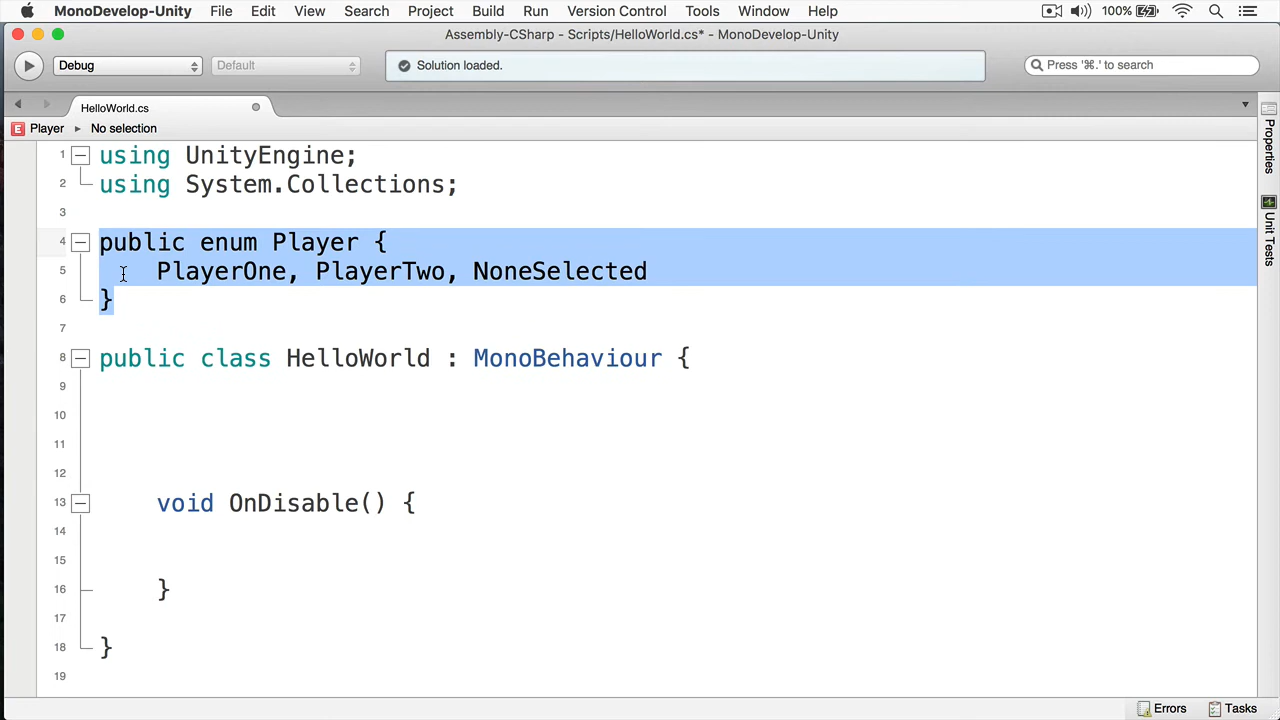 MonoDevelop-Unity File Edit View Search Project Build Run Version Control Tools Window Help 100%
Assembly-CSharp - Scripts/HelloWorld.cs* - MonoDevelop-Unity
Debug Default Solution loaded. Press '⌘.' to search
HelloWorld.cs
E Player ▸ No selection
Properties
Unit Tests
1 using UnityEngine;
2 using System.Collections;
3
4 public enum Player {
5 PlayerOne, PlayerTwo, NoneSelected
6 }
7
8 public class HelloWorld : MonoBehaviour {
9
10
11
12
13 void OnDisable() {
14
15
16 }
17
18 }
19
Errors Tasks